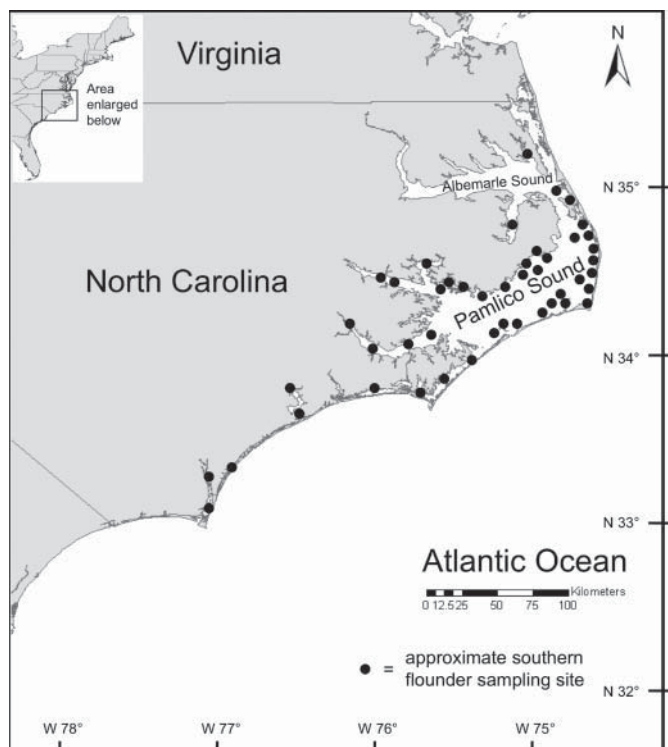 Virginia
Area
enlarged
below
N
Albemarle Sound
N 35°
North Carolina
Pamlico Sound
N 34°
N 33°
Atlantic Ocean
Kilometers
0 12.5 25 50 75 100
= approximate southern
flounder sampling site
N 32°
W 78° W 77° W 76° W 75°